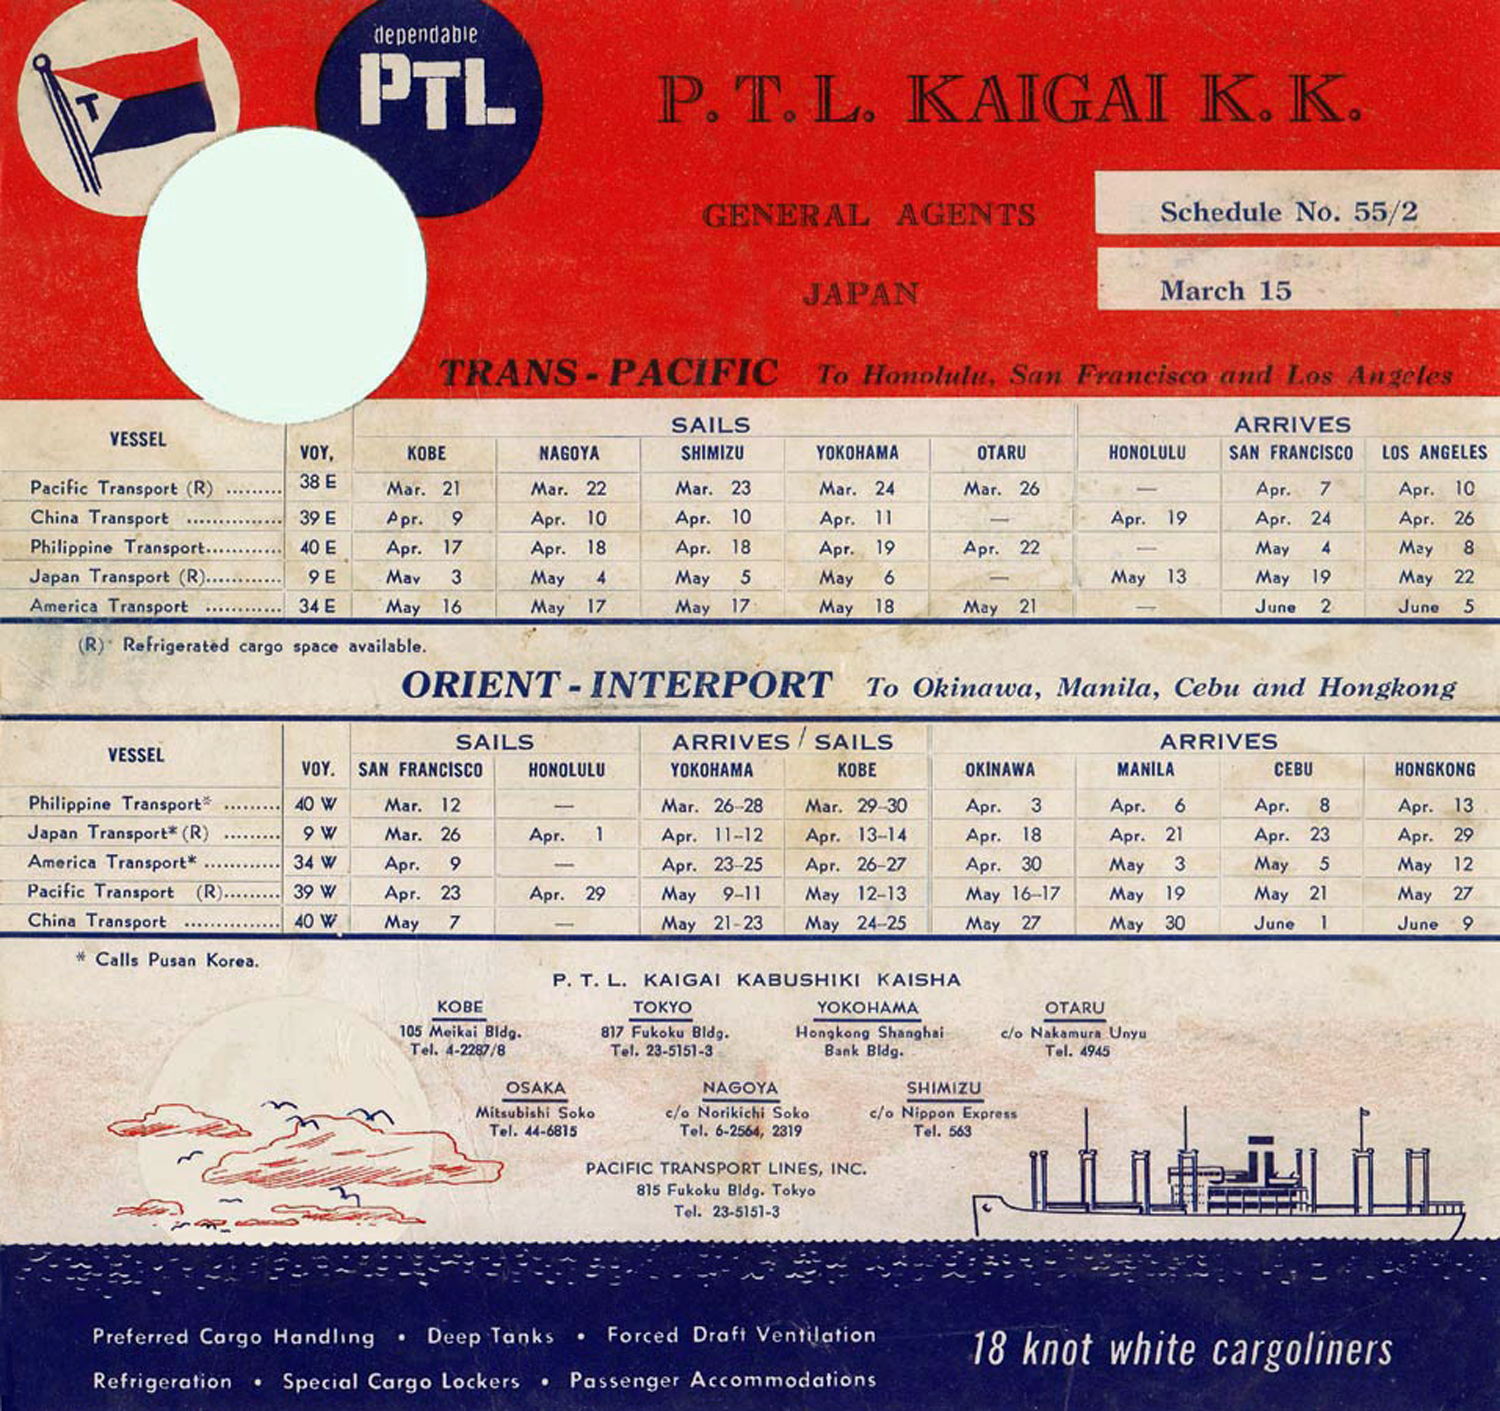 dependable
PTL
T
P. T. L. KAIGAI K. K.
GENERAL AGENTS
JAPAN
Schedule No. 55/2
March 15
TRANS - PACIFIC To Honolulu, San Francisco and Los Angeles
VESSEL VOY, SAILS ARRIVES
KOBE NAGOYA SHIMIZU YOKOHAMA OTARU HONOLULU SAN FRANCISCO LOS ANGELES
Pacific Transport (R) ......... 38 E Mar. 21 Mar. 22 Mar. 23 Mar. 24 Mar. 26 — Apr. 7 Apr. 10
China Transport ............... 39 E Apr. 9 Apr. 10 Apr. 10 Apr. 11 — Apr. 19 Apr. 24 Apr. 26
Philippine Transport............ 40 E Apr. 17 Apr. 18 Apr. 18 Apr. 19 Apr. 22 — May 4 May 8
Japan Transport (R)............ 9 E May 3 May 4 May 5 May 6 — May 13 May 19 May 22
America Transport ............ 34 E May 16 May 17 May 17 May 18 May 21 — June 2 June 5
(R) Refrigerated cargo space available.
ORIENT - INTERPORT To Okinawa, Manila, Cebu and Hongkong
VESSEL VOY. SAILS ARRIVES / SAILS ARRIVES
SAN FRANCISCO HONOLULU YOKOHAMA KOBE OKINAWA MANILA CEBU HONGKONG
Philippine Transport* ......... 40 W Mar. 12 — Mar. 26–28 Mar. 29–30 Apr. 3 Apr. 6 Apr. 8 Apr. 13
Japan Transport* (R) ......... 9 W Mar. 26 Apr. 1 Apr. 11–12 Apr. 13–14 Apr. 18 Apr. 21 Apr. 23 Apr. 29
America Transport* ............ 34 W Apr. 9 — Apr. 23–25 Apr. 26–27 Apr. 30 May 3 May 5 May 12
Pacific Transport (R)......... 39 W Apr. 23 Apr. 29 May 9–11 May 12–13 May 16–17 May 19 May 21 May 27
China Transport ............... 40 W May 7 — May 21–23 May 24–25 May 27 May 30 June 1 June 9
* Calls Pusan Korea.
P. T. L. KAIGAI KABUSHIKI KAISHA
KOBE TOKYO YOKOHAMA OTARU
105 Meikai Bldg. 817 Fukoku Bldg. Hongkong Shanghai c/o Nakamura Unyu
Tel. 4-2287/8 Tel. 23-5151-3 Bank Bldg. Tel. 4945
OSAKA NAGOYA SHIMIZU
Mitsubishi Soko c/o Norikichi Soko c/o Nippon Express
Tel. 44-6815 Tel. 6-2564, 2319 Tel. 563
PACIFIC TRANSPORT LINES, INC.
815 Fukoku Bldg. Tokyo
Tel. 23-5151-3
Preferred Cargo Handling • Deep Tanks • Forced Draft Ventilation
Refrigeration • Special Cargo Lockers • Passenger Accommodations
18 knot white cargoliners